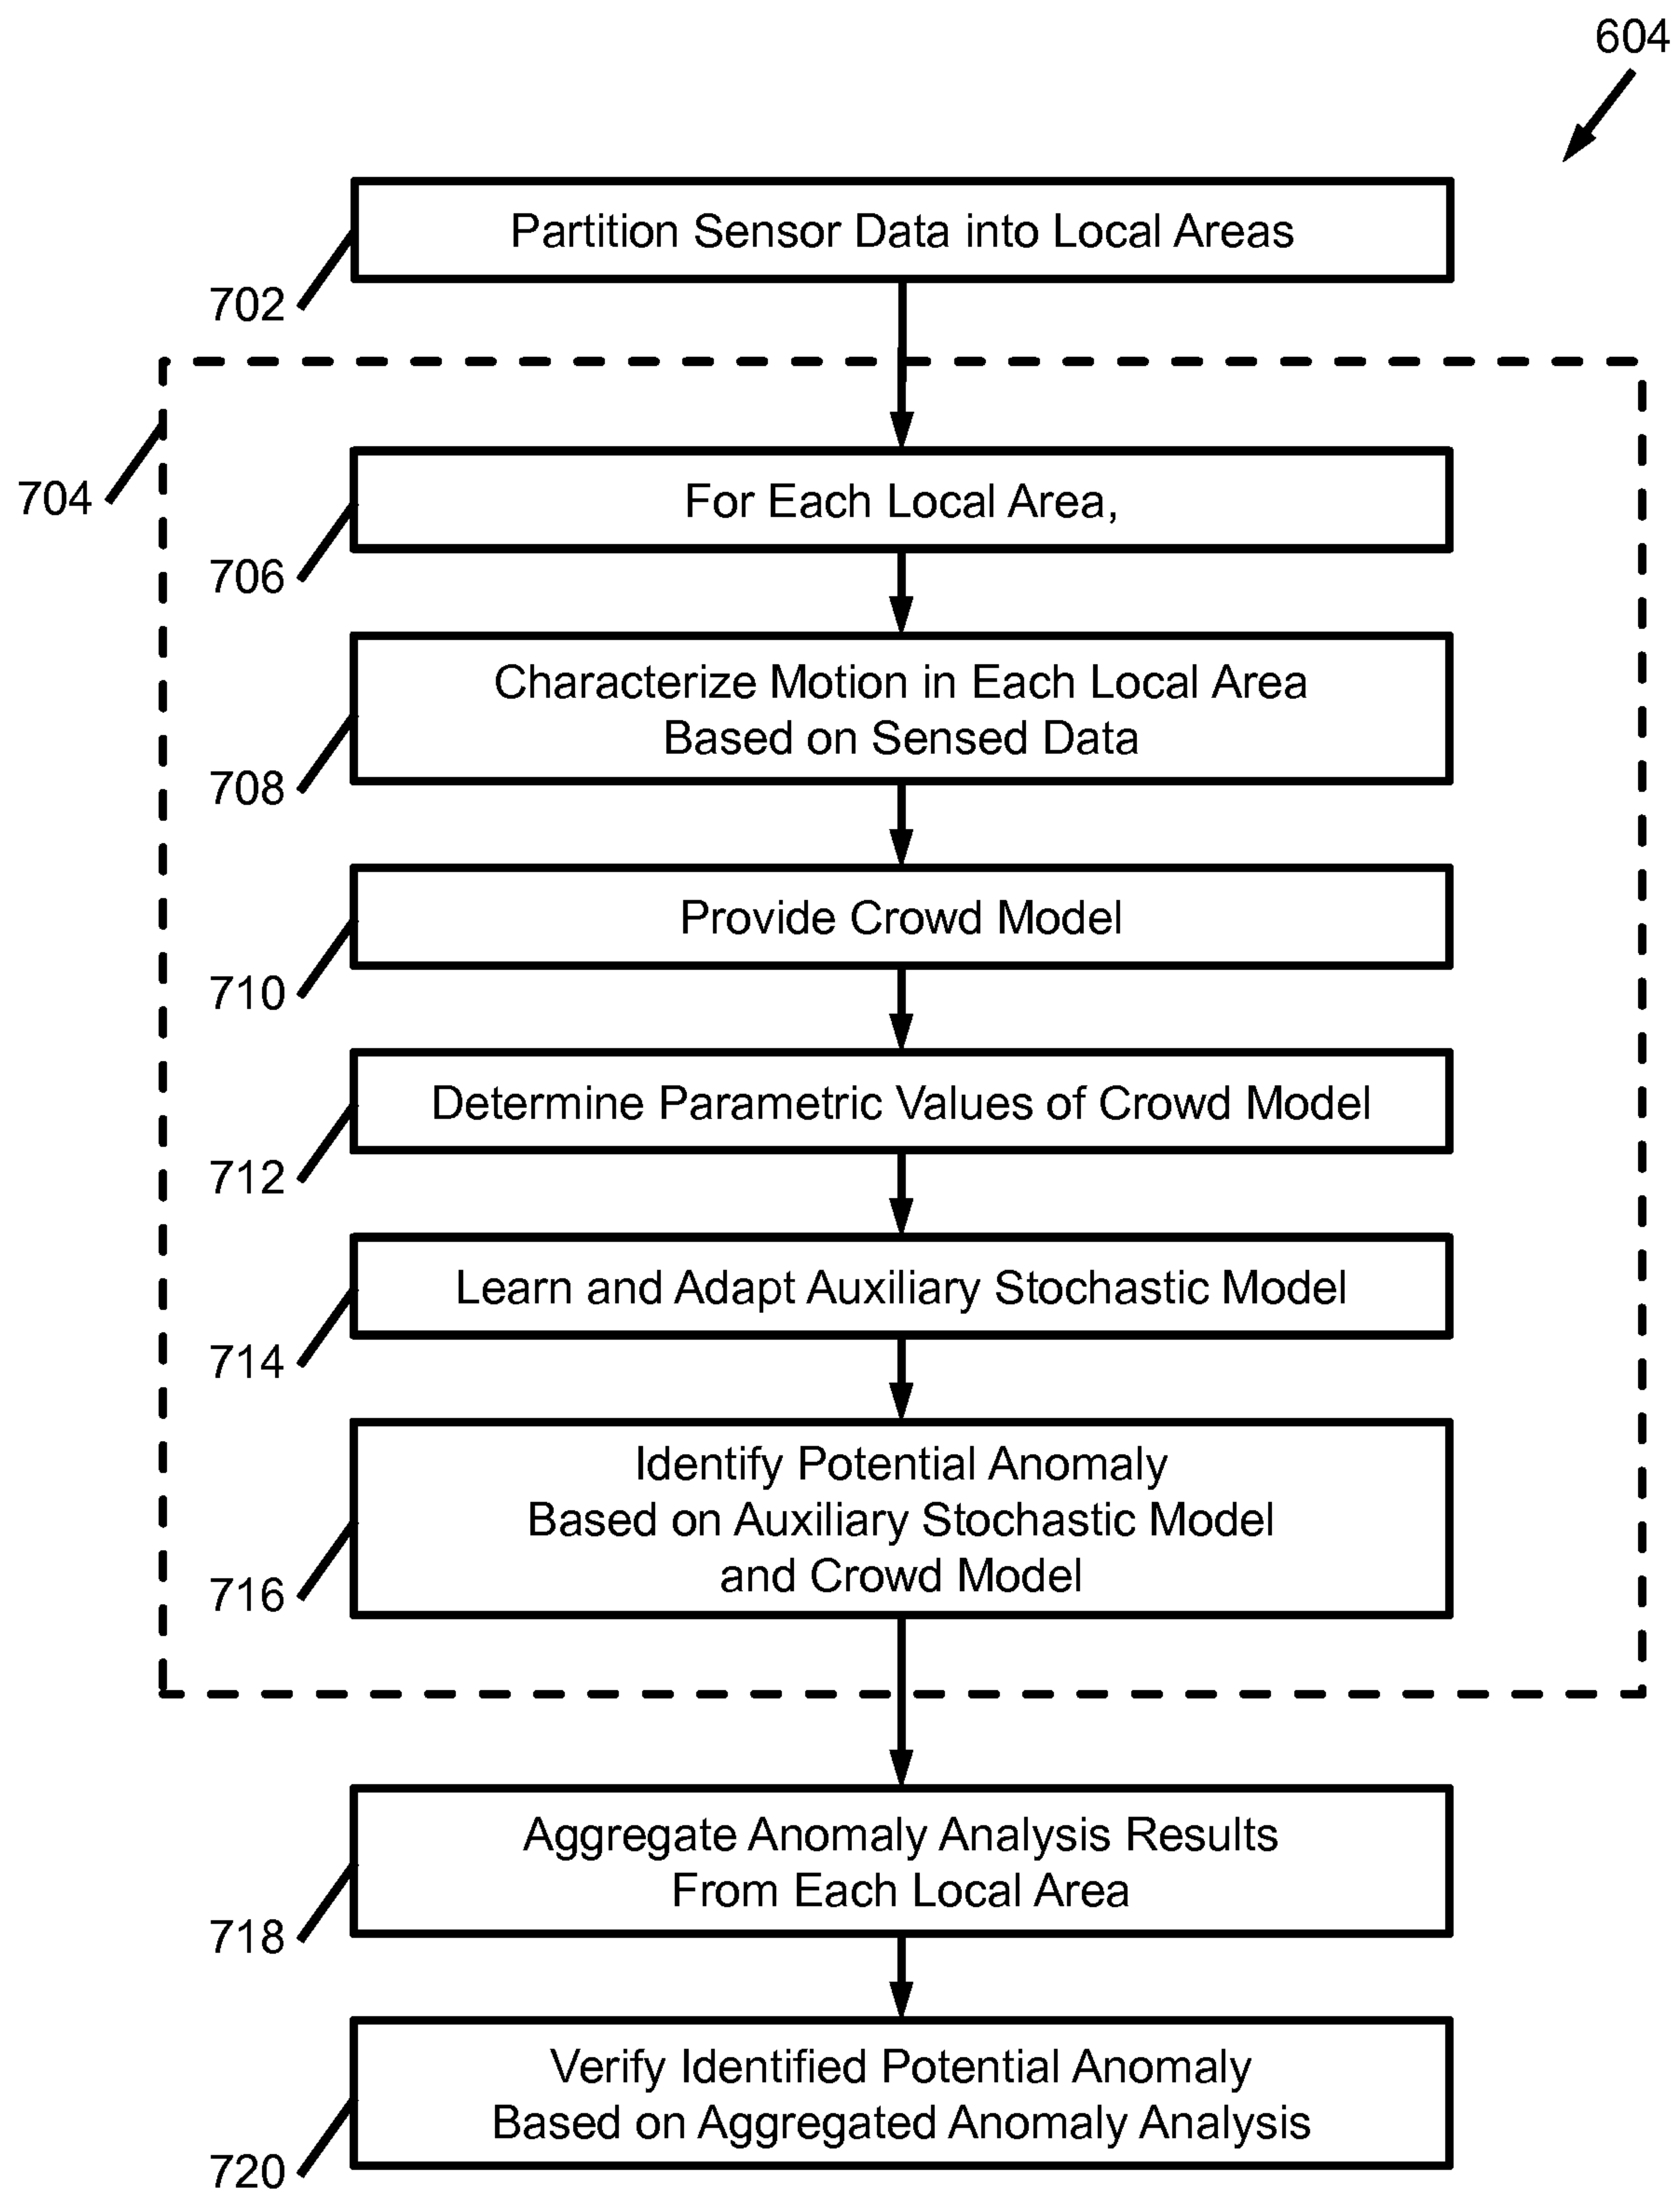 604
Partition Sensor Data into Local Areas
702
704
For Each Local Area,
706
Characterize Motion in Each Local Area
Based on Sensed Data
708
Provide Crowd Model
710
Determine Parametric Values of Crowd Model
712
Learn and Adapt Auxiliary Stochastic Model
714
Identify Potential Anomaly
Based on Auxiliary Stochastic Model
and Crowd Model
716
Aggregate Anomaly Analysis Results
From Each Local Area
718
Verify Identified Potential Anomaly
Based on Aggregated Anomaly Analysis
720